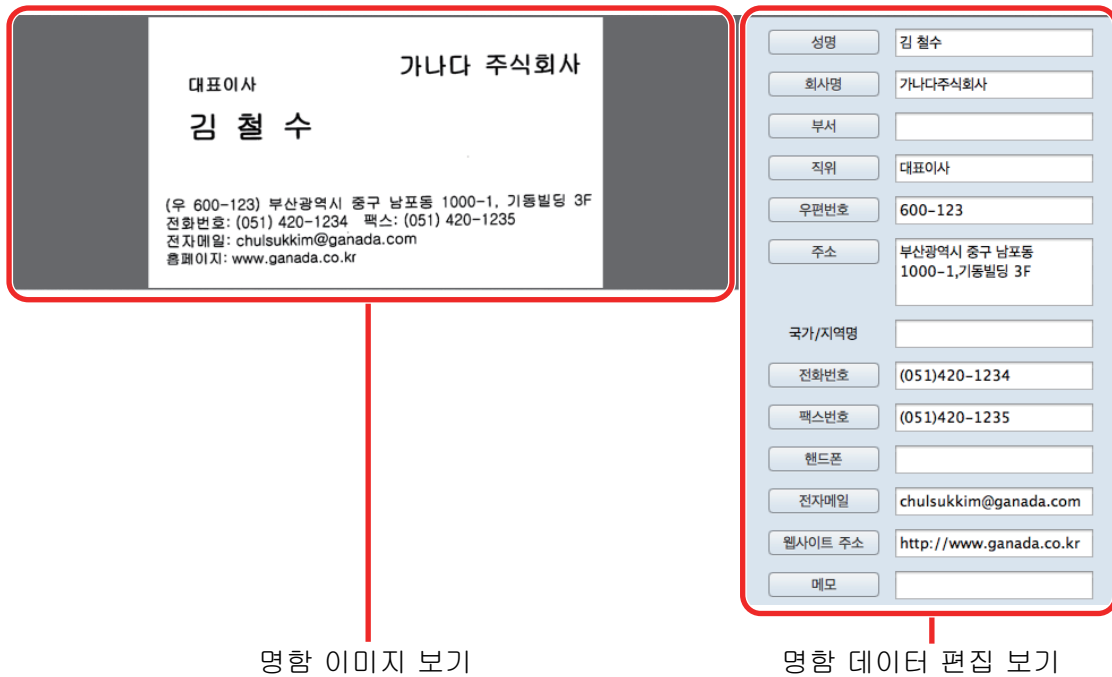 가나다 주식회사
대표이사
김 철 수
(우 600-123) 부산광역시 중구 남포동 1000-1, 기동빌딩 3F
전화번호: (051) 420-1234 팩스: (051) 420-1235
전자메일: chulsukkim@ganada.com
홈페이지: www.ganada.co.kr
성명 김 철수
회사명 가나다주식회사
부서
직위 대표이사
우편번호 600-123
주소 부산광역시 중구 남포동
1000-1,기동빌딩 3F
국가/지역명
전화번호 (051)420-1234
팩스번호 (051)420-1235
핸드폰
전자메일 chulsukkim@ganada.com
웹사이트 주소 http://www.ganada.co.kr
메모
명함 이미지 보기
명함 데이터 편집 보기